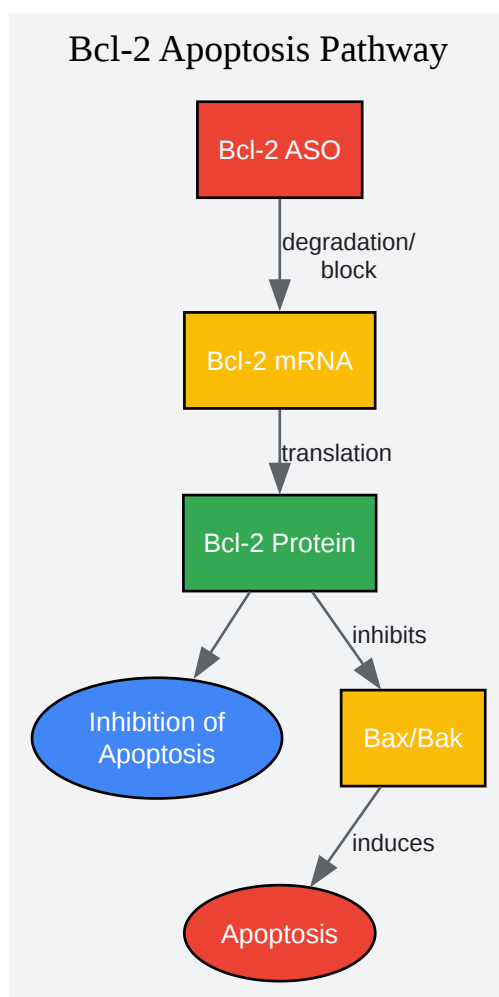 Bcl-2 Apoptosis Pathway
Bcl-2 ASO
degradation/
block
Bcl-2 mRNA
translation
Bcl-2 Protein
inhibits
Inhibition of
Apoptosis
Bax/Bak
induces
Apoptosis